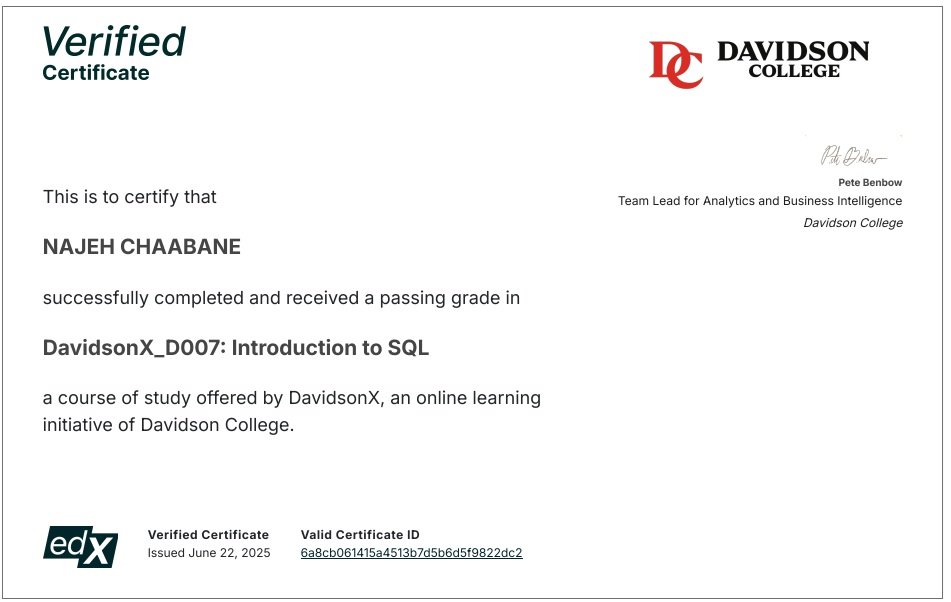 Verified
Certificate
DC DAVIDSON
COLLEGE
Pete Benbow
Team Lead for Analytics and Business Intelligence
Davidson College
This is to certify that
NAJEH CHAABANE
successfully completed and received a passing grade in
DavidsonX_D007: Introduction to SQL
a course of study offered by DavidsonX, an online learning
initiative of Davidson College.
edX
Verified Certificate
Issued June 22, 2025
Valid Certificate ID
6a8cb061415a4513b7d5b6d5f9822dc2